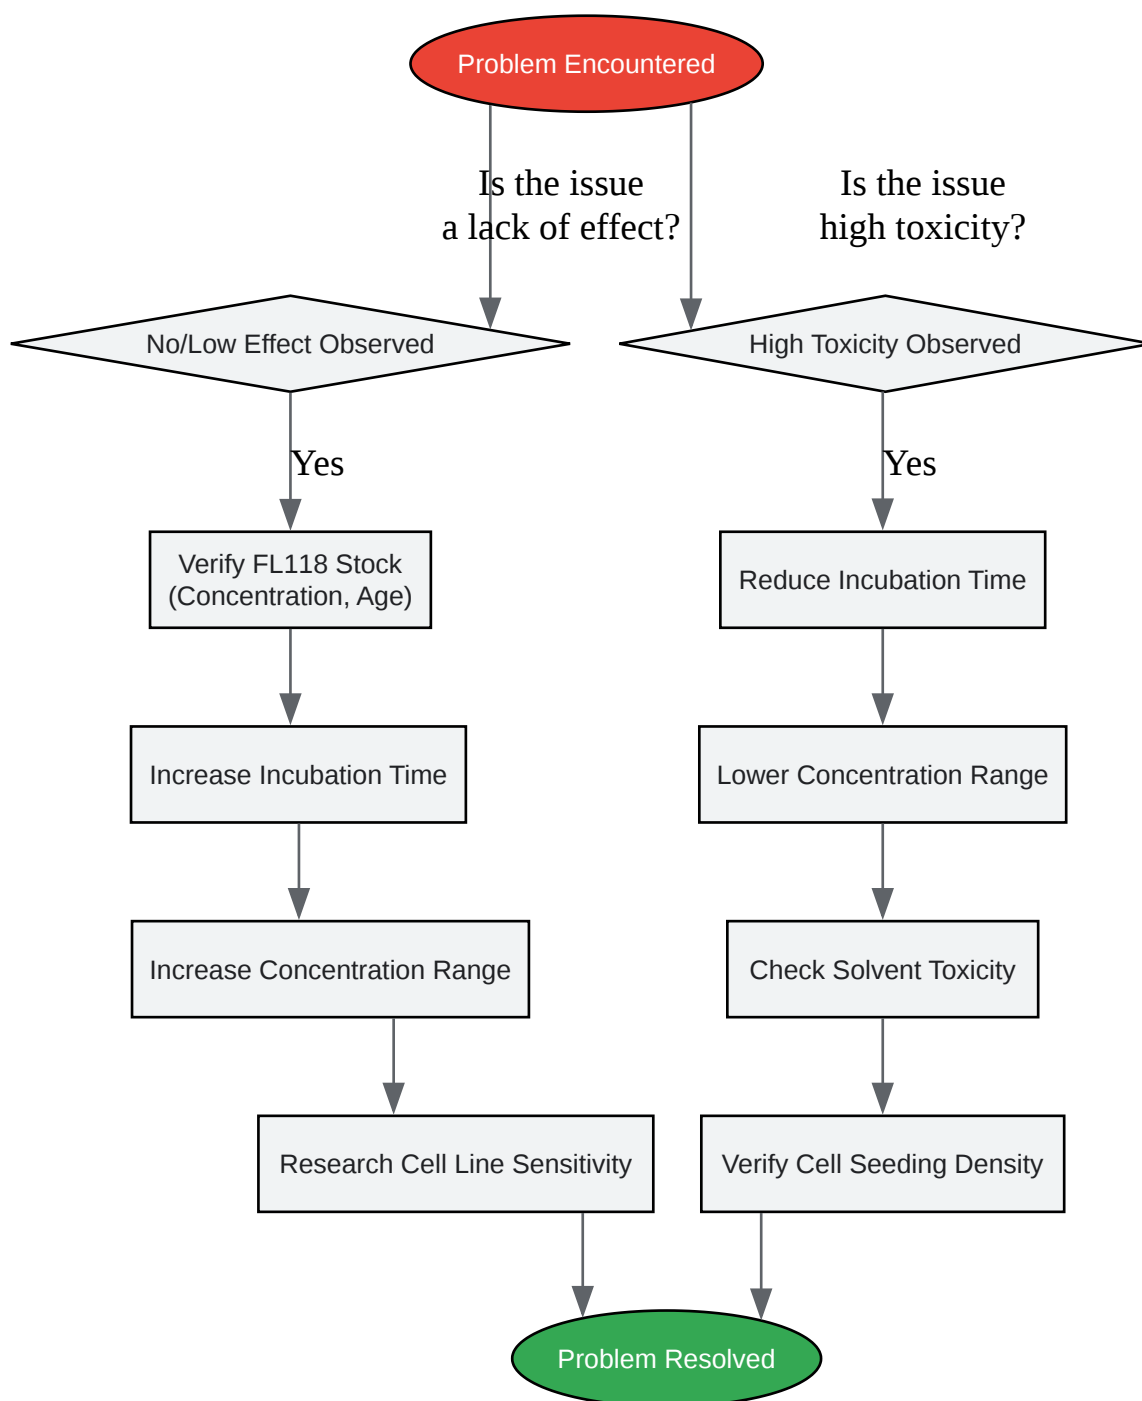 Problem Encountered
Is the issue
a lack of effect?
Is the issue
high toxicity?
No/Low Effect Observed
High Toxicity Observed
Yes
Yes
Verify FL118 Stock
(Concentration, Age)
Reduce Incubation Time
Increase Incubation Time
Lower Concentration Range
Increase Concentration Range
Check Solvent Toxicity
Research Cell Line Sensitivity
Verify Cell Seeding Density
Problem Resolved